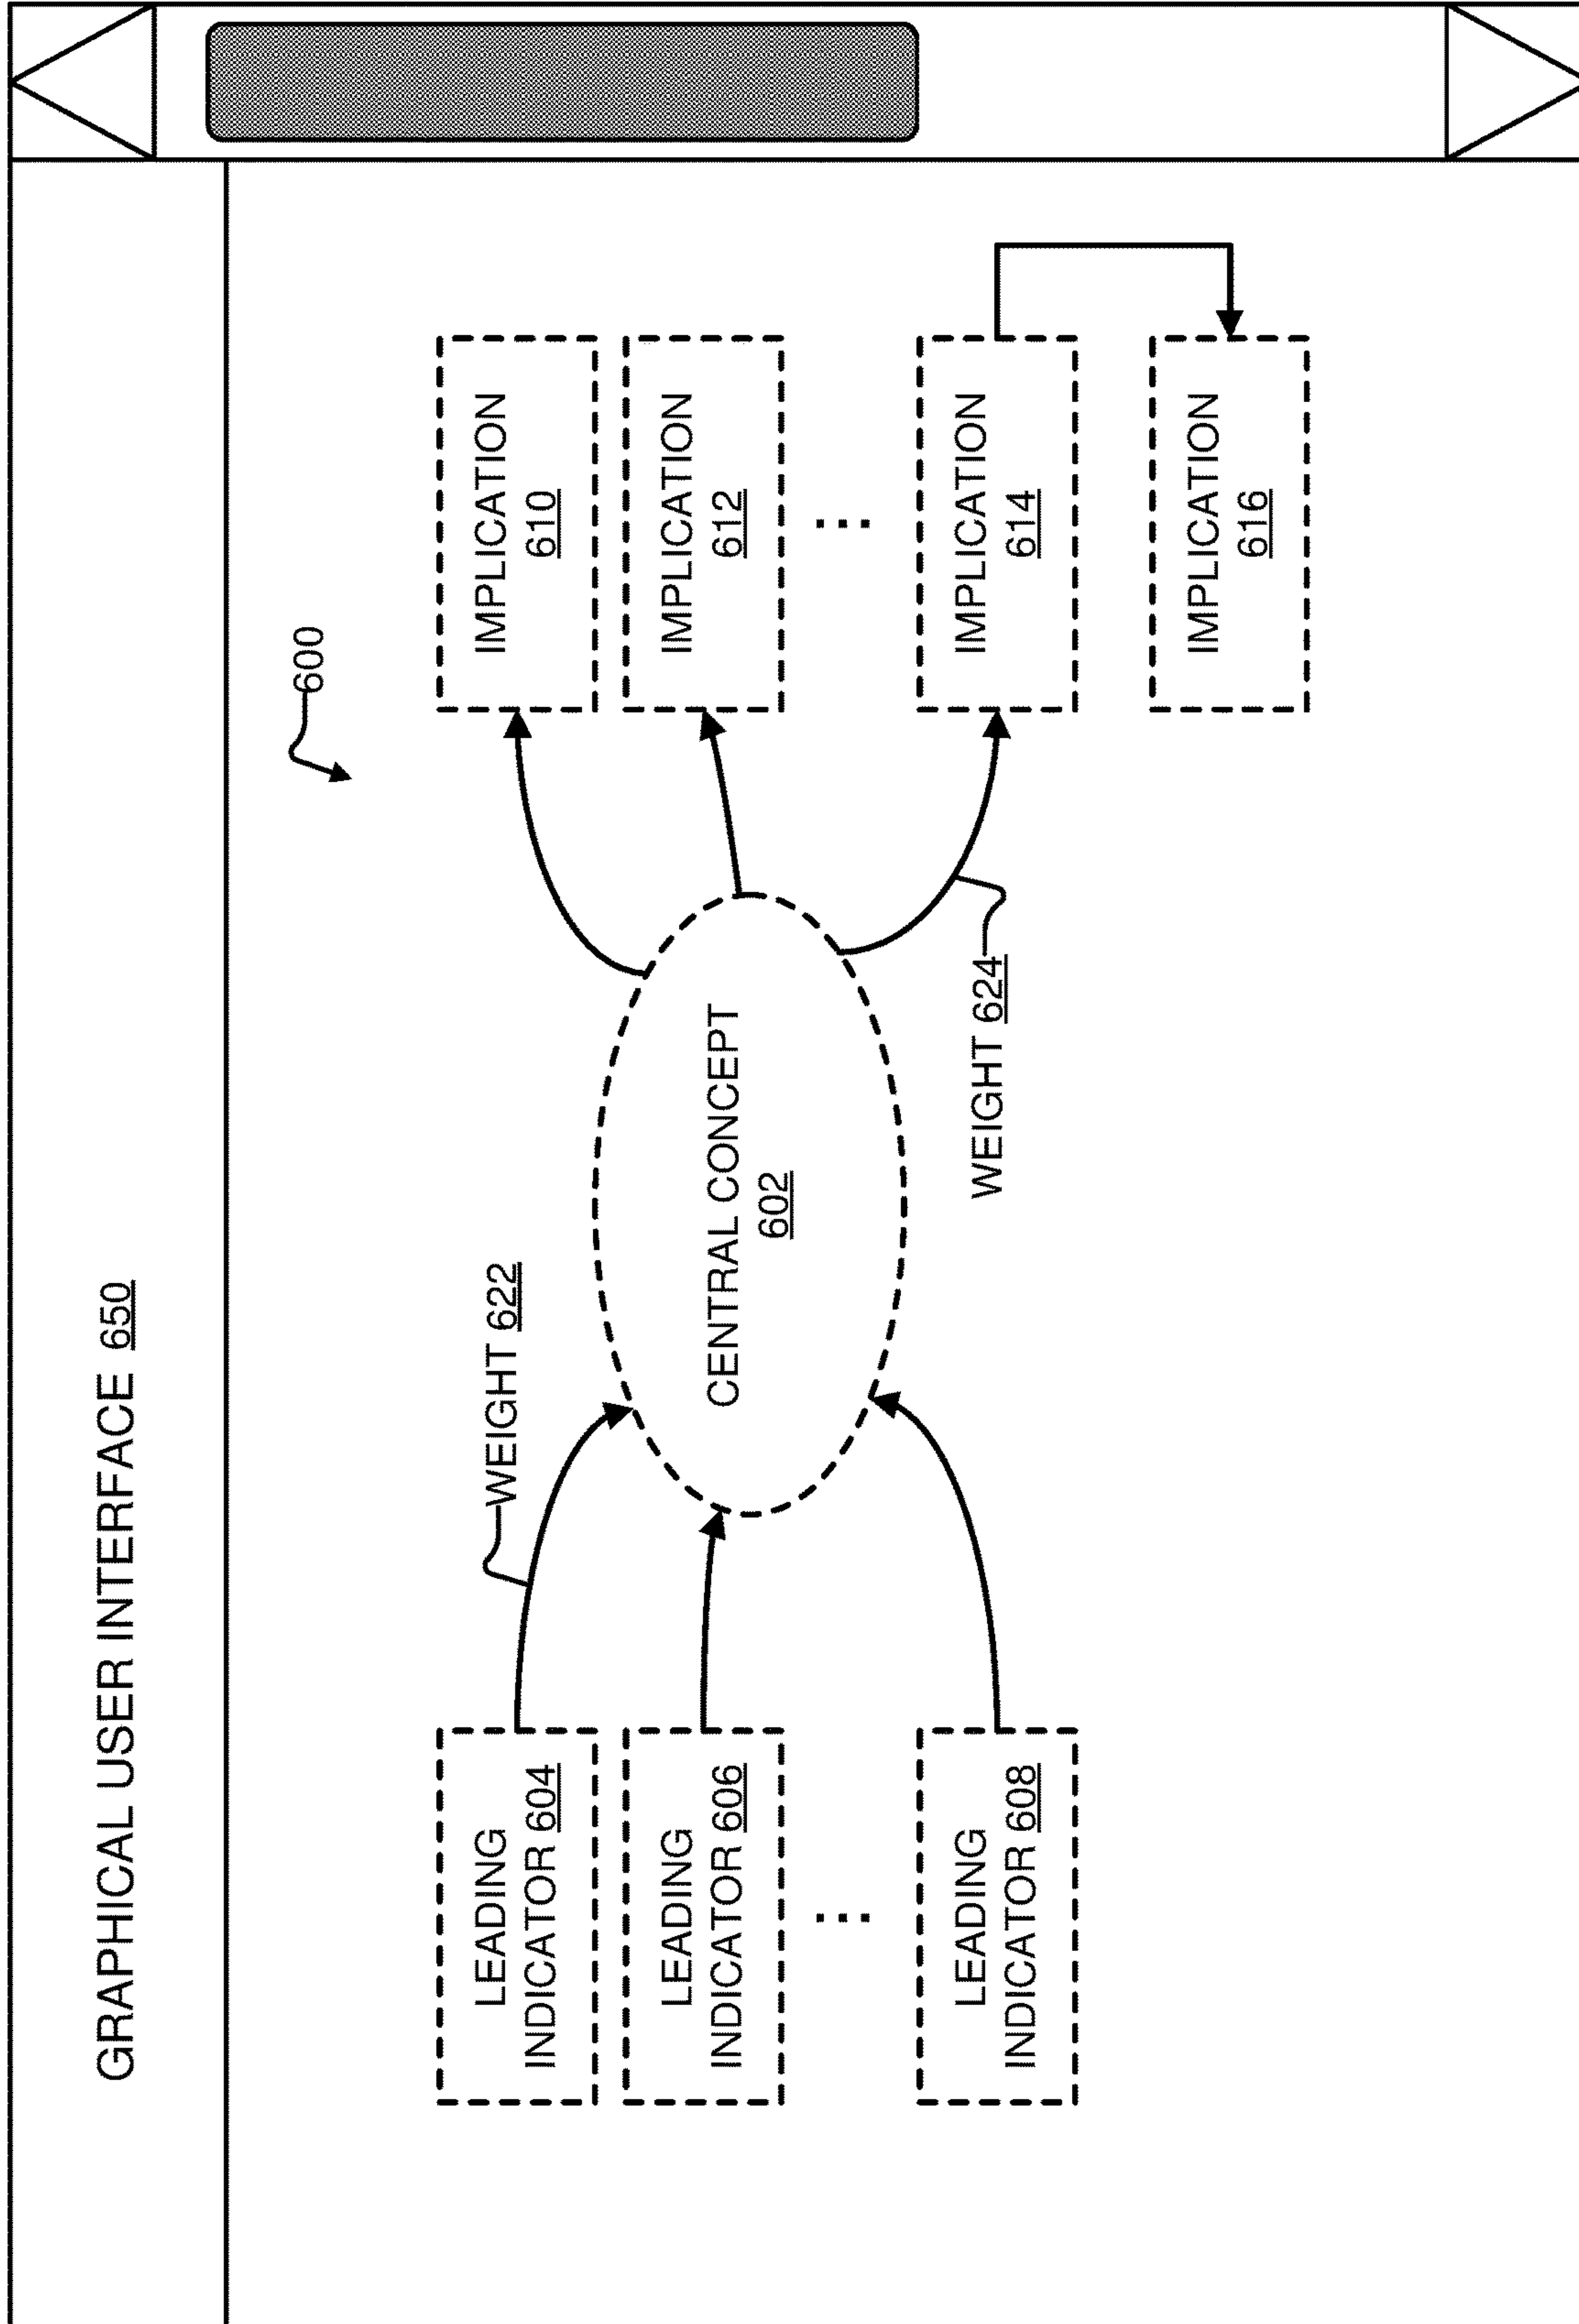 GRAPHICAL USER INTERFACE 650
600
LEADING
INDICATOR 604
WEIGHT 622
IMPLICATION
610
LEADING
INDICATOR 606
CENTRAL CONCEPT
602
IMPLICATION
612
...
...
LEADING
INDICATOR 608
WEIGHT 624
IMPLICATION
614
IMPLICATION
616